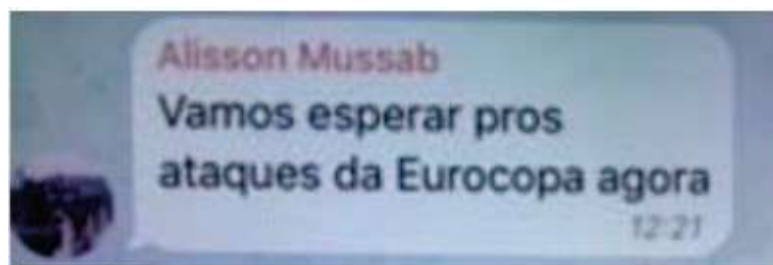 Alisson Mussab
Vamos esperar pros
ataques da Eurocopa agora
12:21